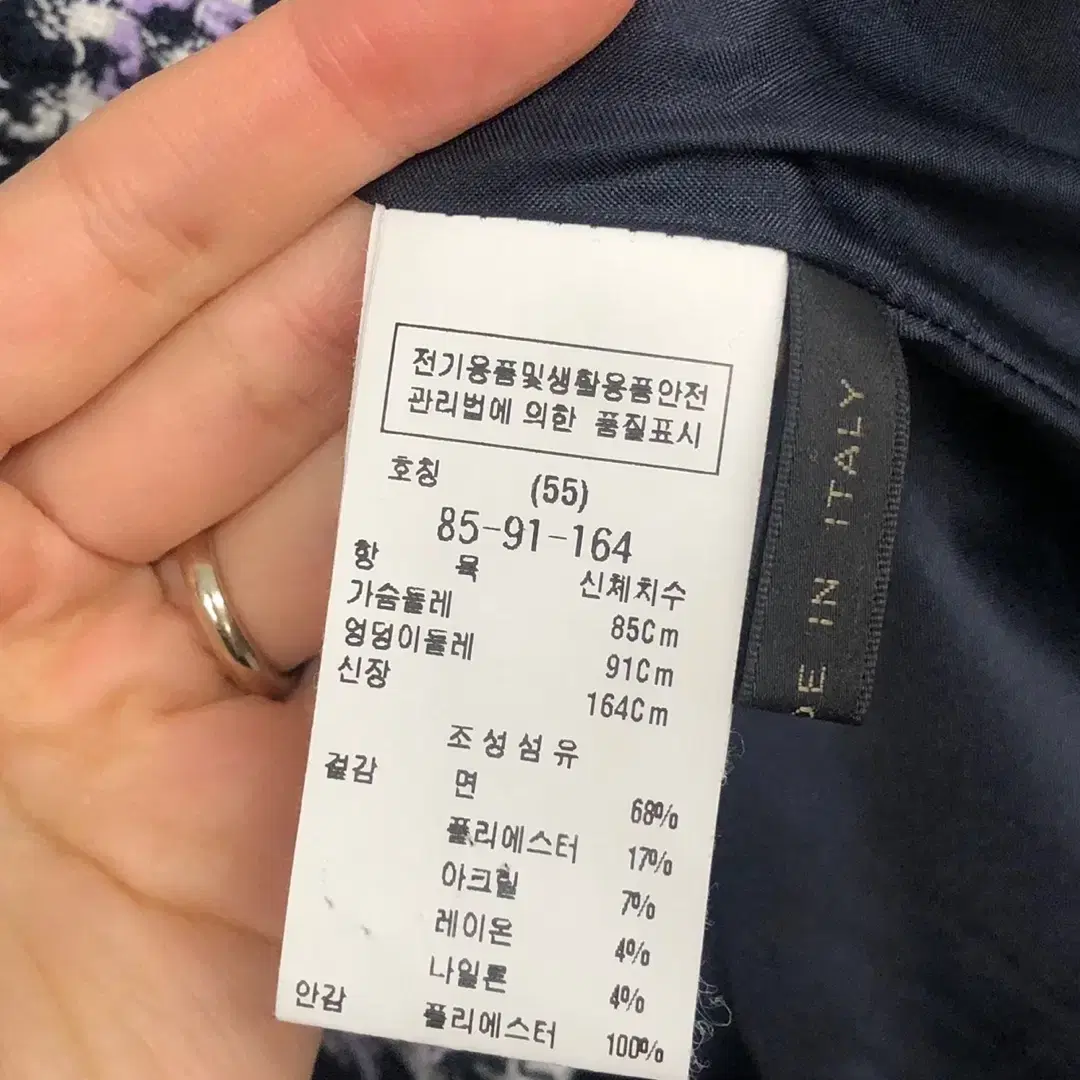 전기용품및생활용품안전
관리법에 의한 품질표시
호칭 (55)
85-91-164
항 목 신체치수
가슴둘레 85Cm
엉덩이둘레 91Cm
신장 164Cm
조성섬유
겉감 면 68%
폴리에스터 17%
아크릴 7%
레이온 4%
나일론 4%
안감 폴리에스터 100%
DE IN ITALY